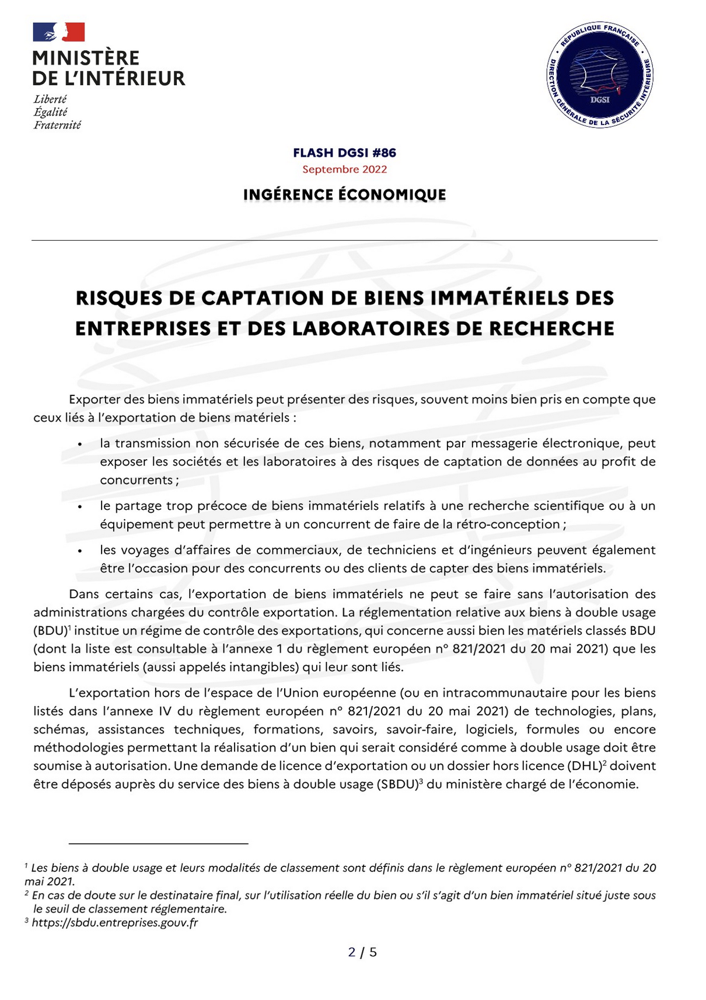 MINISTÈRE
DE L'INTÉRIEUR
Liberté
Égalité
Fraternité
RÉPUBLIQUE FRANÇAISE
DIRECTION GÉNÉRALE DE LA SÉCURITÉ INTÉRIEURE
DGSI
FLASH DGSI #86
Septembre 2022
INGÉRENCE ÉCONOMIQUE
RISQUES DE CAPTATION DE BIENS IMMATÉRIELS DES
ENTREPRISES ET DES LABORATOIRES DE RECHERCHE
Exporter des biens immatériels peut présenter des risques, souvent moins bien pris en compte que
ceux liés à l'exportation de biens matériels :
• la transmission non sécurisée de ces biens, notamment par messagerie électronique, peut
exposer les sociétés et les laboratoires à des risques de captation de données au profit de
concurrents ;
• le partage trop précoce de biens immatériels relatifs à une recherche scientifique ou à un
équipement peut permettre à un concurrent de faire de la rétro-conception ;
• les voyages d'affaires de commerciaux, de techniciens et d'ingénieurs peuvent également
être l'occasion pour des concurrents ou des clients de capter des biens immatériels.
Dans certains cas, l'exportation de biens immatériels ne peut se faire sans l'autorisation des
administrations chargées du contrôle exportation. La réglementation relative aux biens à double usage
(BDU)¹ institue un régime de contrôle des exportations, qui concerne aussi bien les matériels classés BDU
(dont la liste est consultable à l'annexe 1 du règlement européen n° 821/2021 du 20 mai 2021) que les
biens immatériels (aussi appelés intangibles) qui leur sont liés.
L'exportation hors de l'espace de l'Union européenne (ou en intracommunautaire pour les biens
listés dans l'annexe IV du règlement européen n° 821/2021 du 20 mai 2021) de technologies, plans,
schémas, assistances techniques, formations, savoirs, savoir-faire, logiciels, formules ou encore
méthodologies permettant la réalisation d'un bien qui serait considéré comme à double usage doit être
soumise à autorisation. Une demande de licence d'exportation ou un dossier hors licence (DHL)² doivent
être déposés auprès du service des biens à double usage (SBDU)³ du ministère chargé de l'économie.
¹ Les biens à double usage et leurs modalités de classement sont définis dans le règlement européen n° 821/2021 du 20
mai 2021.
² En cas de doute sur le destinataire final, sur l'utilisation réelle du bien ou s'il s'agit d'un bien immatériel situé juste sous
le seuil de classement réglementaire.
³ https://sbdu.entreprises.gouv.fr
2 / 5